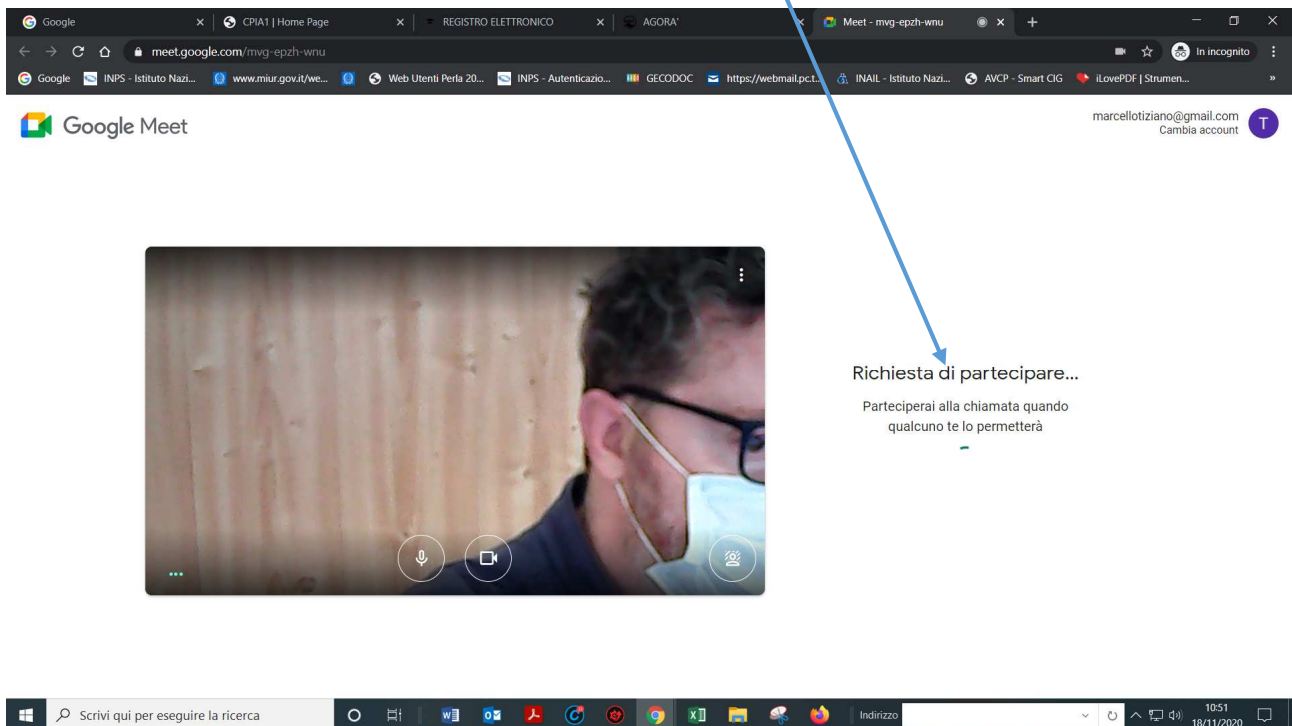 Google
CPIA1 | Home Page
REGISTRO ELETTRONICO
AGORA'
Meet - mvg-epzh-wnu
meet.google.com/mvg-epzh-wnu
In incognito
Google
INPS - Istituto Nazi...
www.miur.gov.it/we...
Web Utenti Perla 20...
INPS - Autenticazio...
GECODOC
https://webmail.pc.t...
INAIL - Istituto Nazi...
AVCP - Smart CIG
iLovePDF | Strumen...
»
Google Meet
marcellotiziano@gmail.com
Cambia account
T
Richiesta di partecipare...
Parteciperai alla chiamata quando
qualcuno te lo permetterà
Scrivi qui per eseguire la ricerca
Indirizzo
10:51
18/11/2020